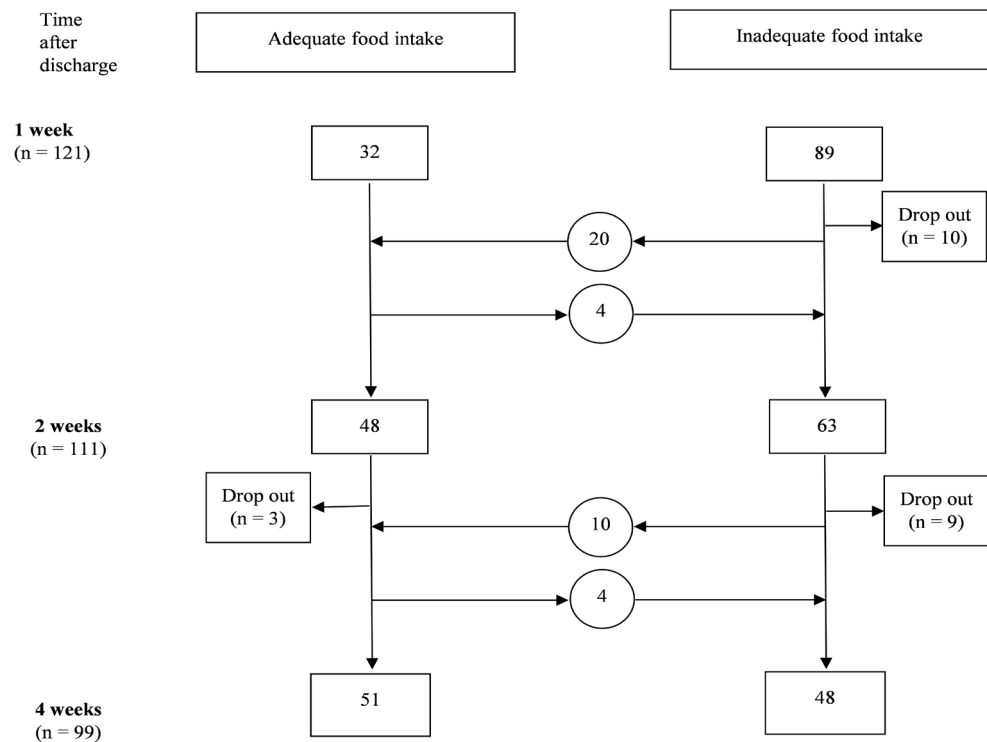 Time
after
discharge
Adequate food intake
Inadequate food intake
1 week
(n = 121)
32
89
Drop out
(n = 10)
20
4
2 weeks
(n = 111)
48
63
Drop out
(n = 3)
Drop out
(n = 9)
10
4
4 weeks
(n = 99)
51
48